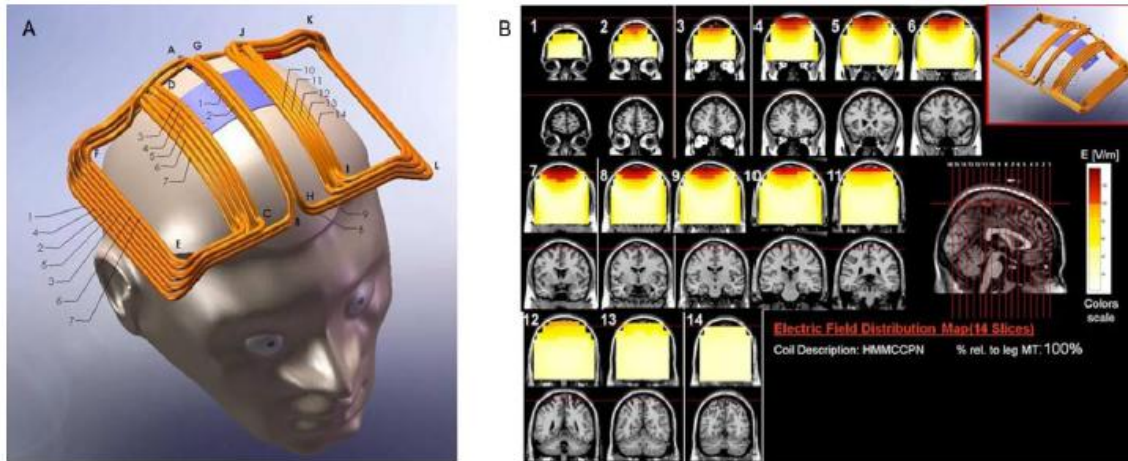 A
A
G
J
K
D
10
11
12
13
14
1
2
3
4
5
6
7
F
I
L
H
9
C
E
1
4
2
5
3
6
7
B
1
2
3
4
5
6
7
8
9
10
11
E [V/m]
Colors
scale
12
13
14
Electric Field Distribution Map(14 Slices)
Coil Description: HMMCCPN
% rel. to leg MT: 100%